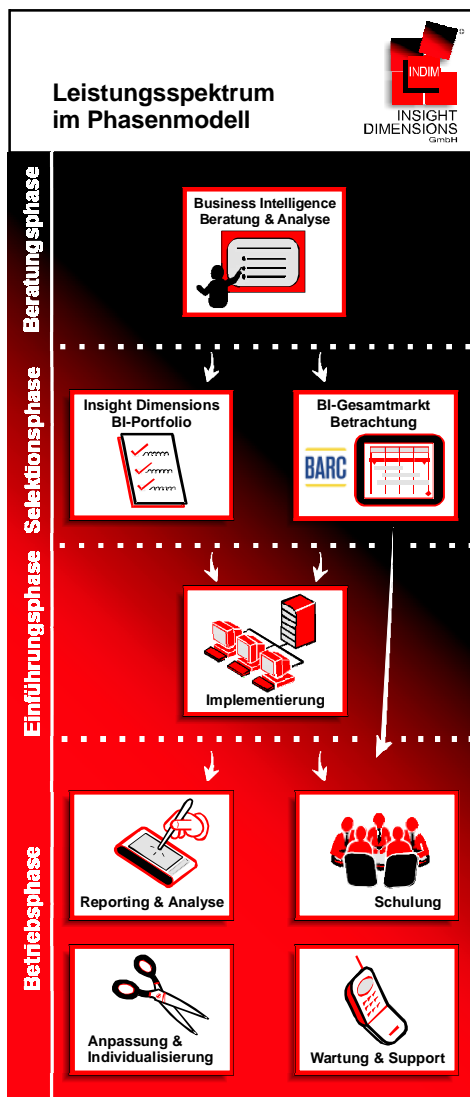 Leistungsspektrum
im Phasenmodell
INDIM
INSIGHT
DIMENSIONS
GmbH
Beratungsphase
Business Intelligence
Beratung & Analyse
Selektionsphase
Insight Dimensions
BI-Portfolio
BI-Gesamtmarkt
Betrachtung
BARC
Einführungsphase
Implementierung
Betriebsphase
Reporting & Analyse
Schulung
Anpassung &
Individualisierung
Wartung & Support